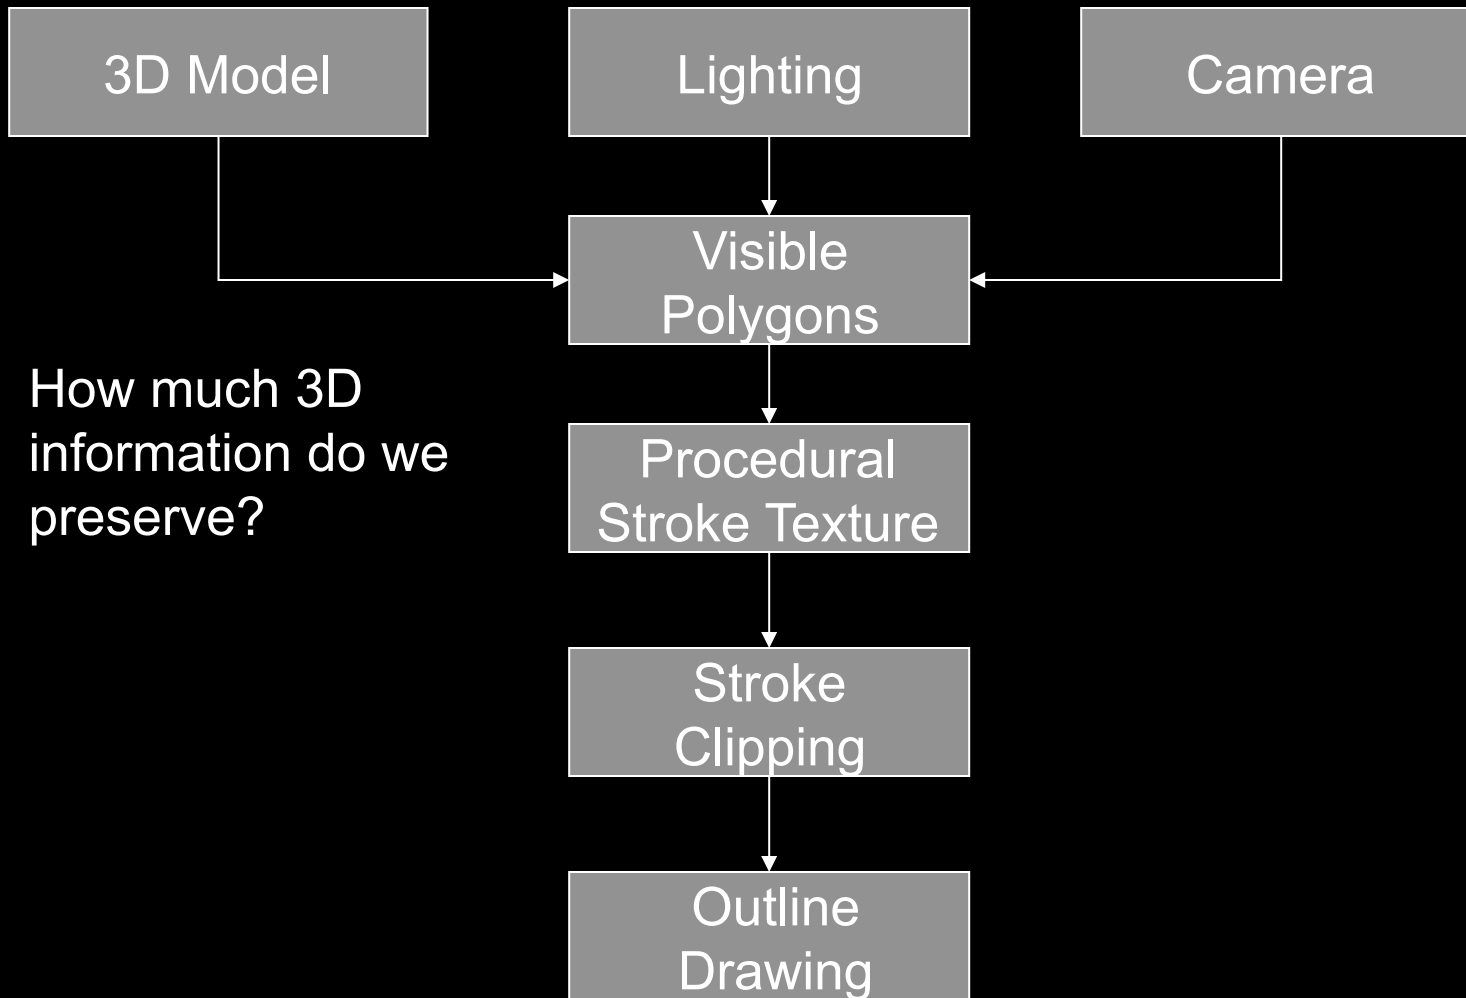 3D Model
Lighting
Camera
Visible
Polygons
How much 3D
information do we
preserve?
Procedural
Stroke Texture
Stroke
Clipping
Outline
Drawing